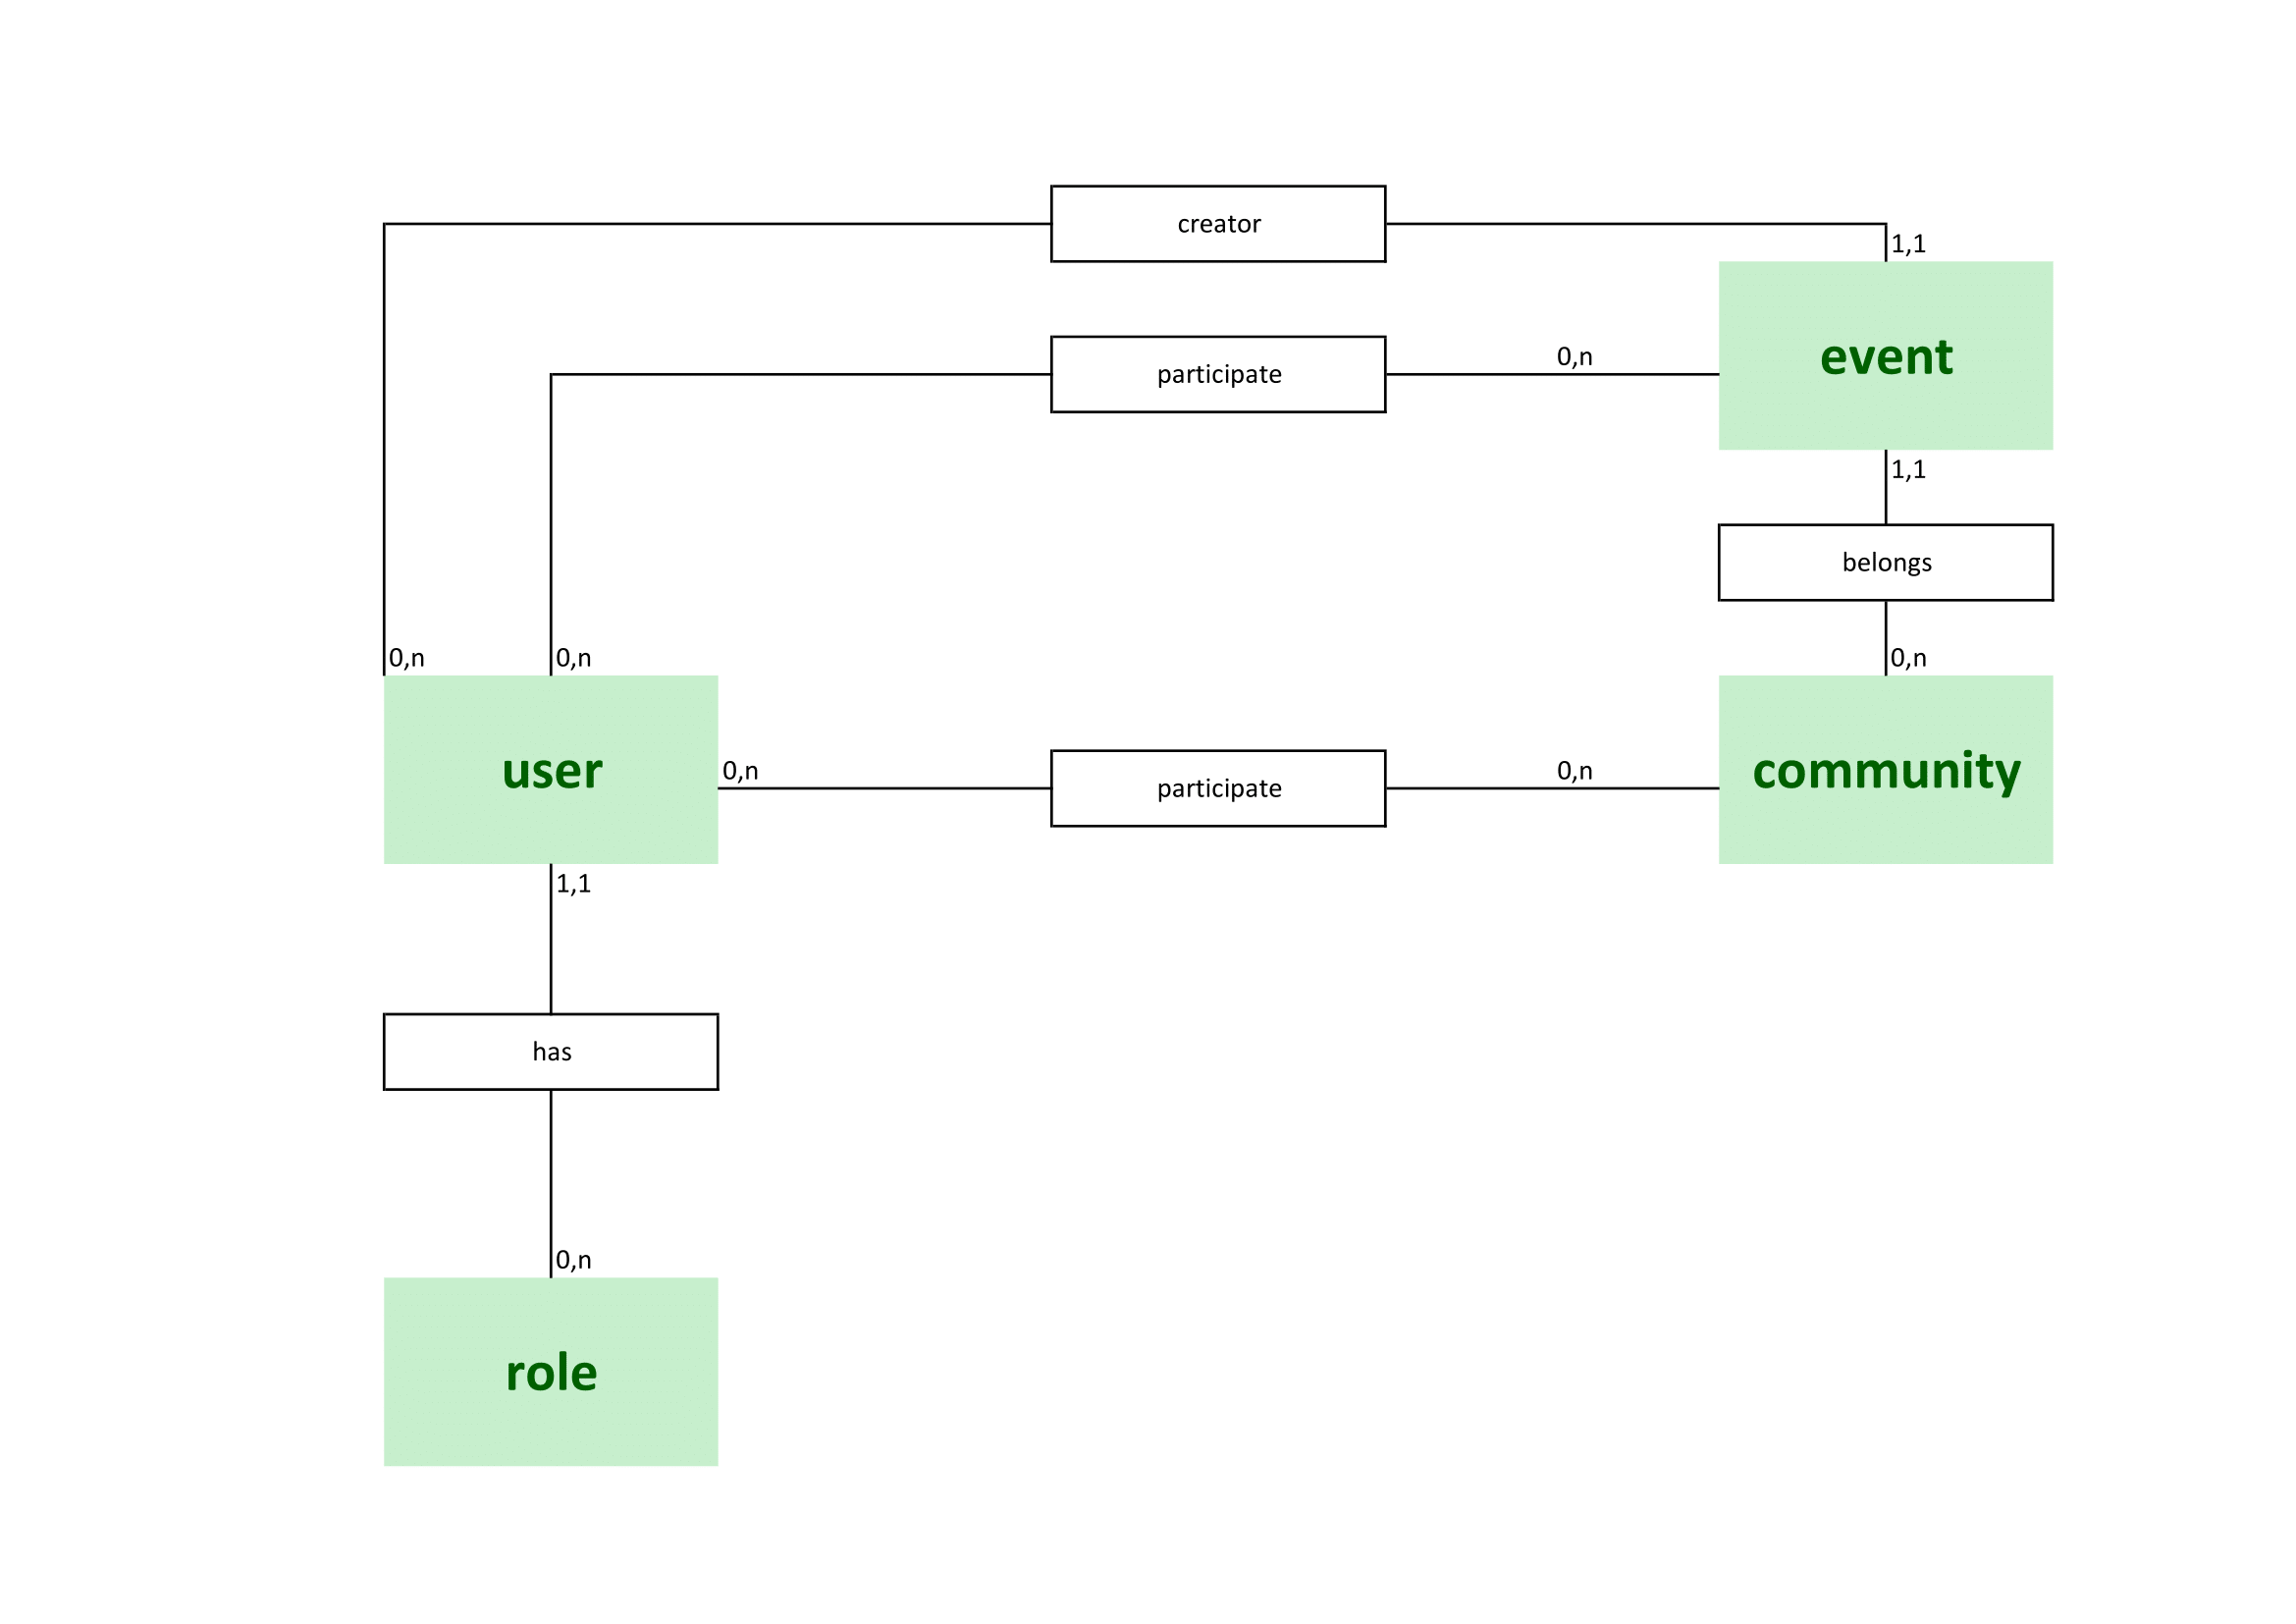 creator
1,1
participate
0,n
event
1,1
belongs
0,n
0,n
0,n
user
0,n
participate
0,n
community
1,1
has
0,n
role